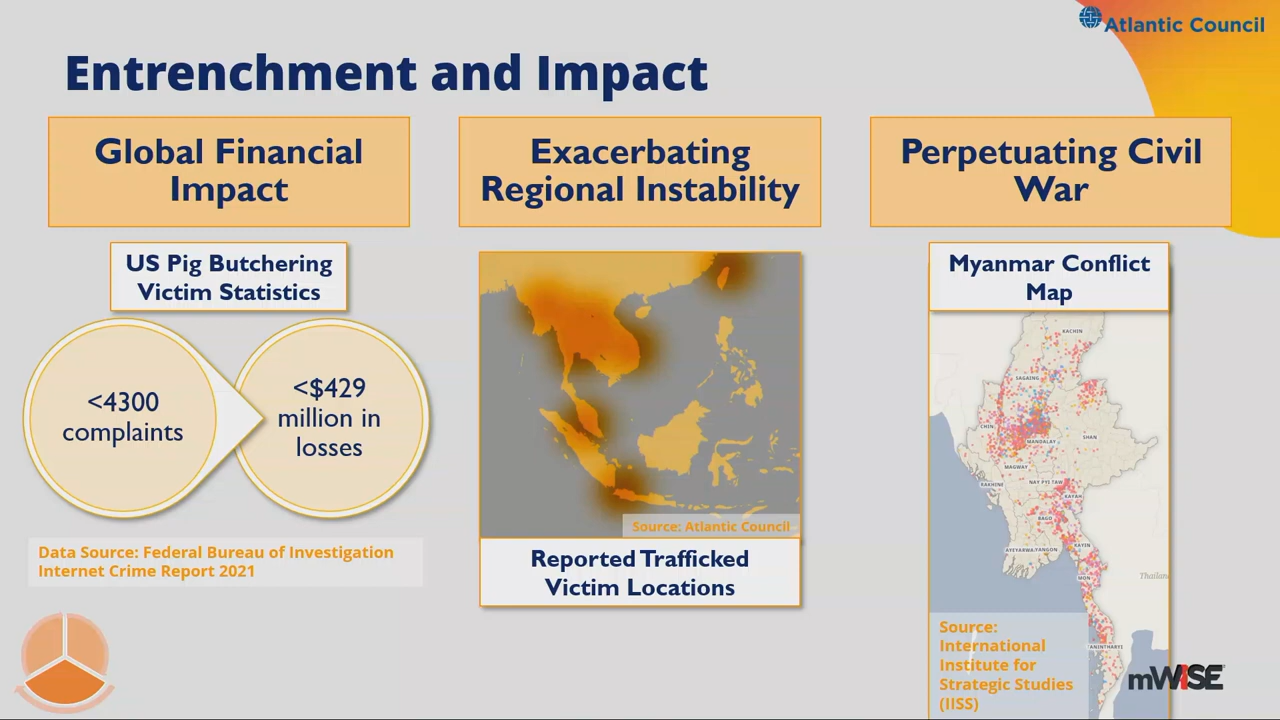 Atlantic Council
Entrenchment and Impact
Global Financial
Impact
US Pig Butchering
Victim Statistics
<4300
complaints
<$429
million in
losses
Data Source: Federal Bureau of Investigation
Internet Crime Report 2021
Exacerbating
Regional Instability
Source: Atlantic Council
Reported Trafficked
Victim Locations
Perpetuating Civil
War
Myanmar Conflict
Map
KACHIN
SAGAING
CHIN
MANDALAY
SHAN
MAGWAY
RAKHINE
NAY PYI TAW
KAYAH
BAGO
AYEYARWADY
YANGON
KAYIN
MON
Thailan
TANINTHARYI
Source:
International
Institute for
Strategic Studies
(IISS)
mWISE